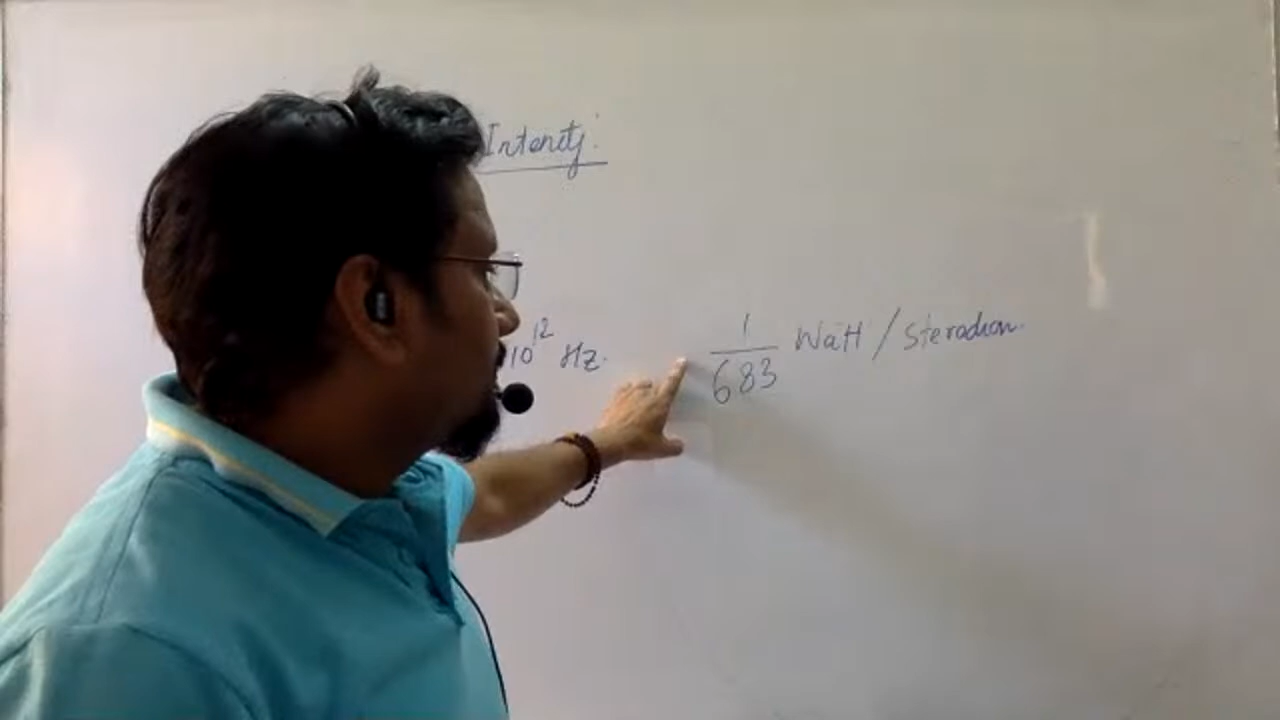 Intensity:
10¹² Hz.
1/683 Watt / Steradian.